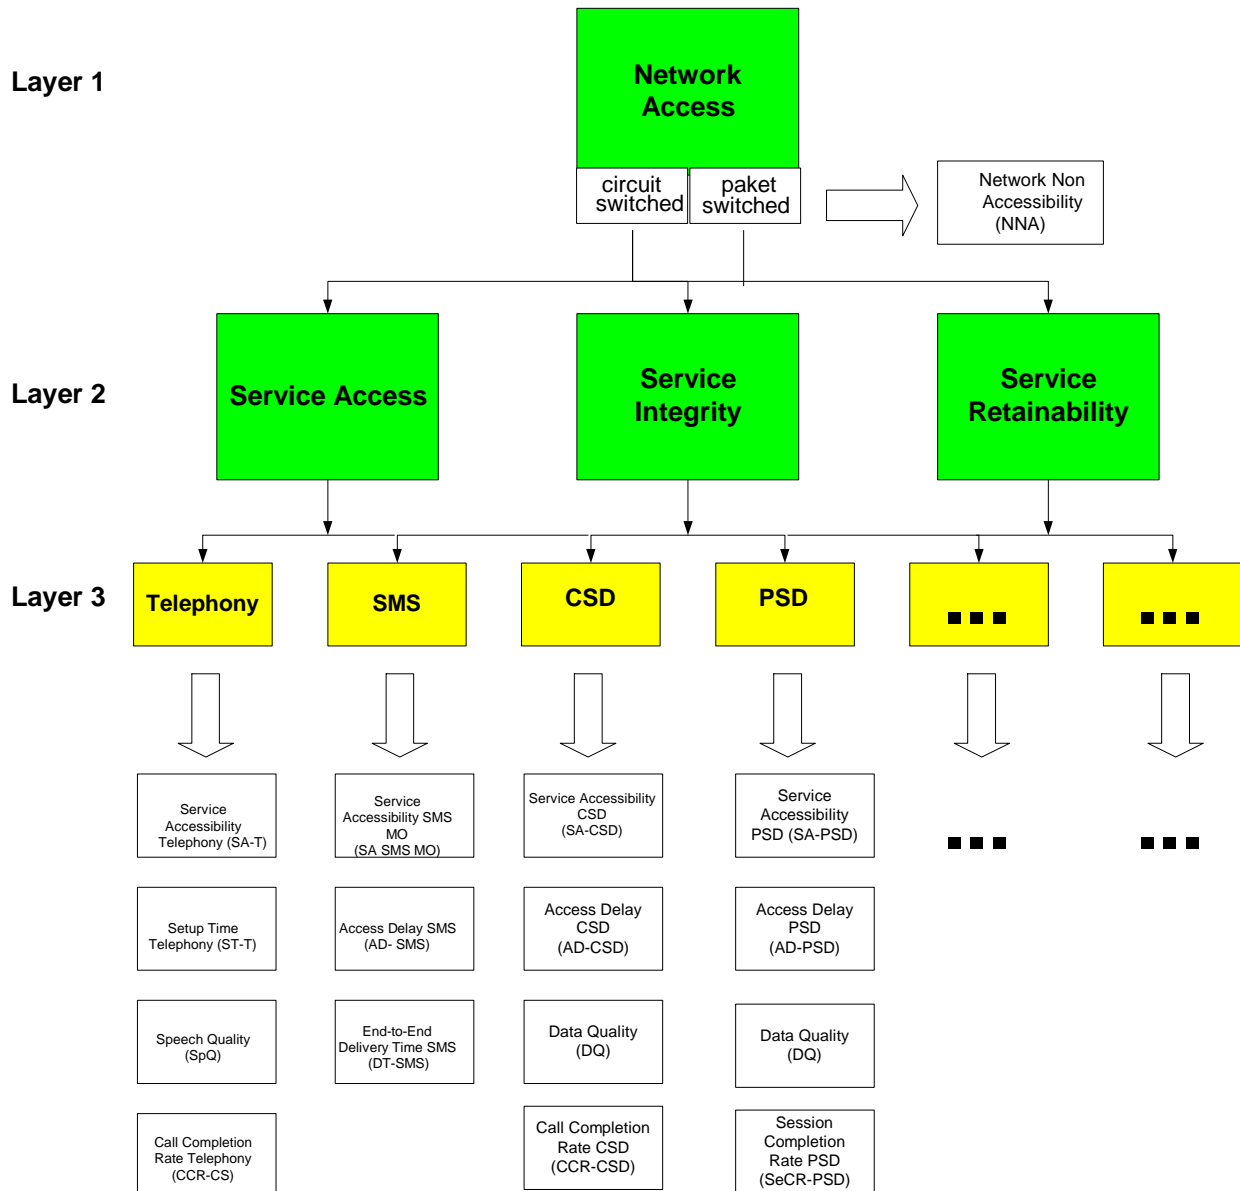 Layer 1
Network
Access
circuit
switched
paket
switched
Network Non
Accessibility
(NNA)
Layer 2
Service Access
Service
Integrity
Service
Retainability
Layer 3
Telephony
SMS
CSD
PSD
Service
Accessibility
Telephony (SA-T)
Service
Accessibility SMS
MO
(SA SMS MO)
Service Accessibility
CSD
(SA-CSD)
Service
Accessibility
PSD (SA-PSD)
Setup Time
Telephony (ST-T)
Access Delay SMS
(AD- SMS)
Access Delay
CSD
(AD-CSD)
Access Delay
PSD
(AD-PSD)
Speech Quality
(SpQ)
End-to-End
Delivery Time SMS
(DT-SMS)
Data Quality
(DQ)
Data Quality
(DQ)
Call Completion
Rate Telephony
(CCR-CS)
Call Completion
Rate CSD
(CCR-CSD)
Session
Completion
Rate PSD
(SeCR-PSD)